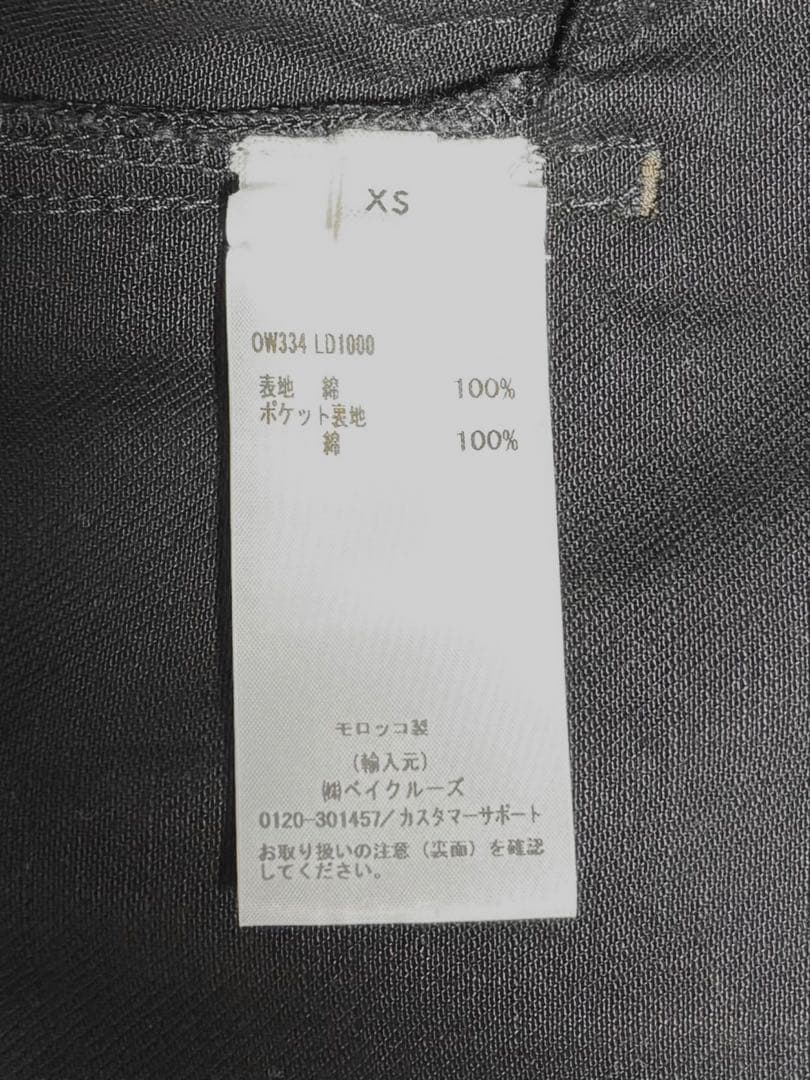 XS
OW334 LD1000
表地 綿 100%
ポケット裏地
綿 100%
モロッコ製
(輸入元)
㈱ベイクルーズ
0120-301457/カスタマーサポート
お取り扱いの注意(裏面)を確認
してください。